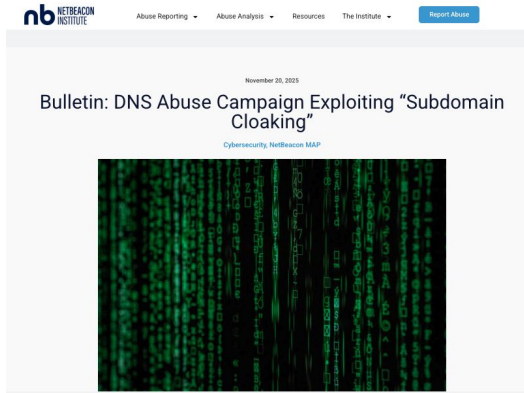 nb NETBEACON
INSTITUTE
Abuse Reporting Abuse Analysis Resources The Institute Report Abuse
November 20, 2025
Bulletin: DNS Abuse Campaign Exploiting “Subdomain
Cloaking”
Cybersecurity, NetBeacon MAP